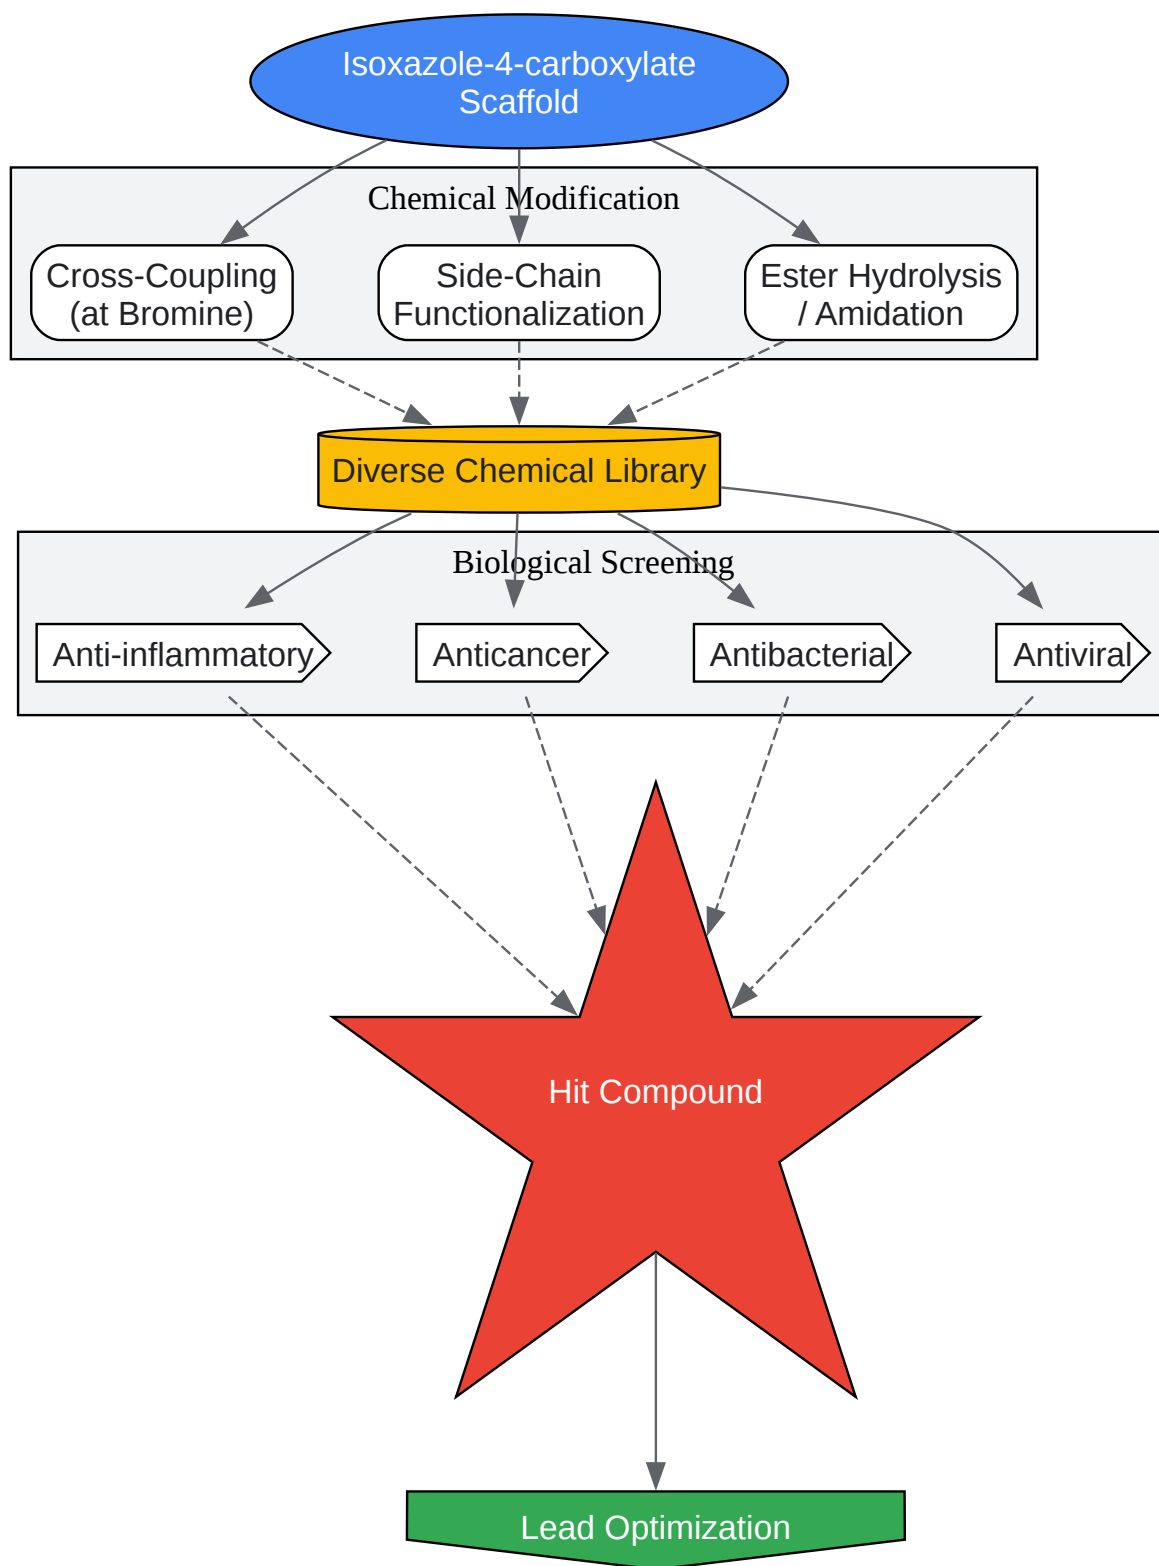 Isoxazole-4-carboxylate
Scaffold
Chemical Modification
Cross-Coupling
(at Bromine)
Side-Chain
Functionalization
Ester Hydrolysis
/ Amidation
Diverse Chemical Library
Biological Screening
Anti-inflammatory
Anticancer
Antibacterial
Antiviral
Hit Compound
Lead Optimization